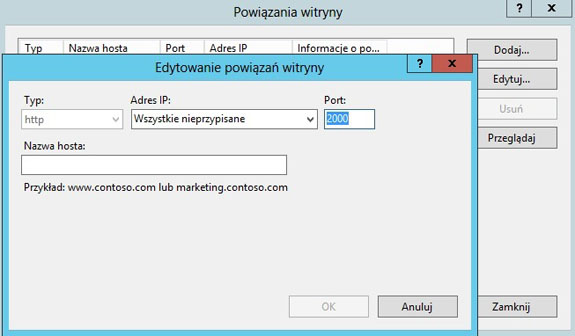 Powiązania witryny
? x
Typ Nazwa hosta Port Adres IP Informacje o po...
Dodaj...
Edytowanie powiązań witryny
? x
Edytuj...
Usuń
Przeglądaj
Typ: Adres IP: Port:
http Wszystkie nieprzypisane 2000
Nazwa hosta:
Przykład: www.contoso.com lub marketing.contoso.com
OK Anuluj
Zamknij